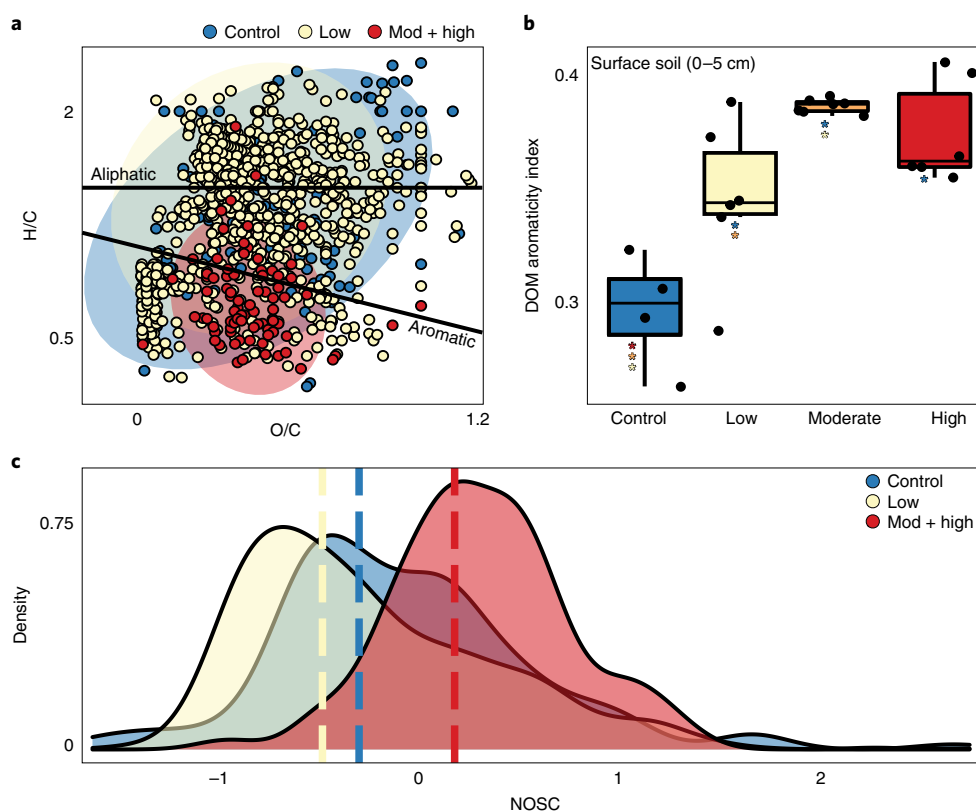 a
Control Low Mod + high
2
Aliphatic
H/C
0.5
Aromatic
0 1.2
O/C
b
0.4
Surface soil (0–5 cm)
DOM aromaticity index
0.3
* * *
* *
* *
*
Control Low Moderate High
c
Control
Low
Mod + high
0.75
Density
0
–1 0 1 2
NOSC